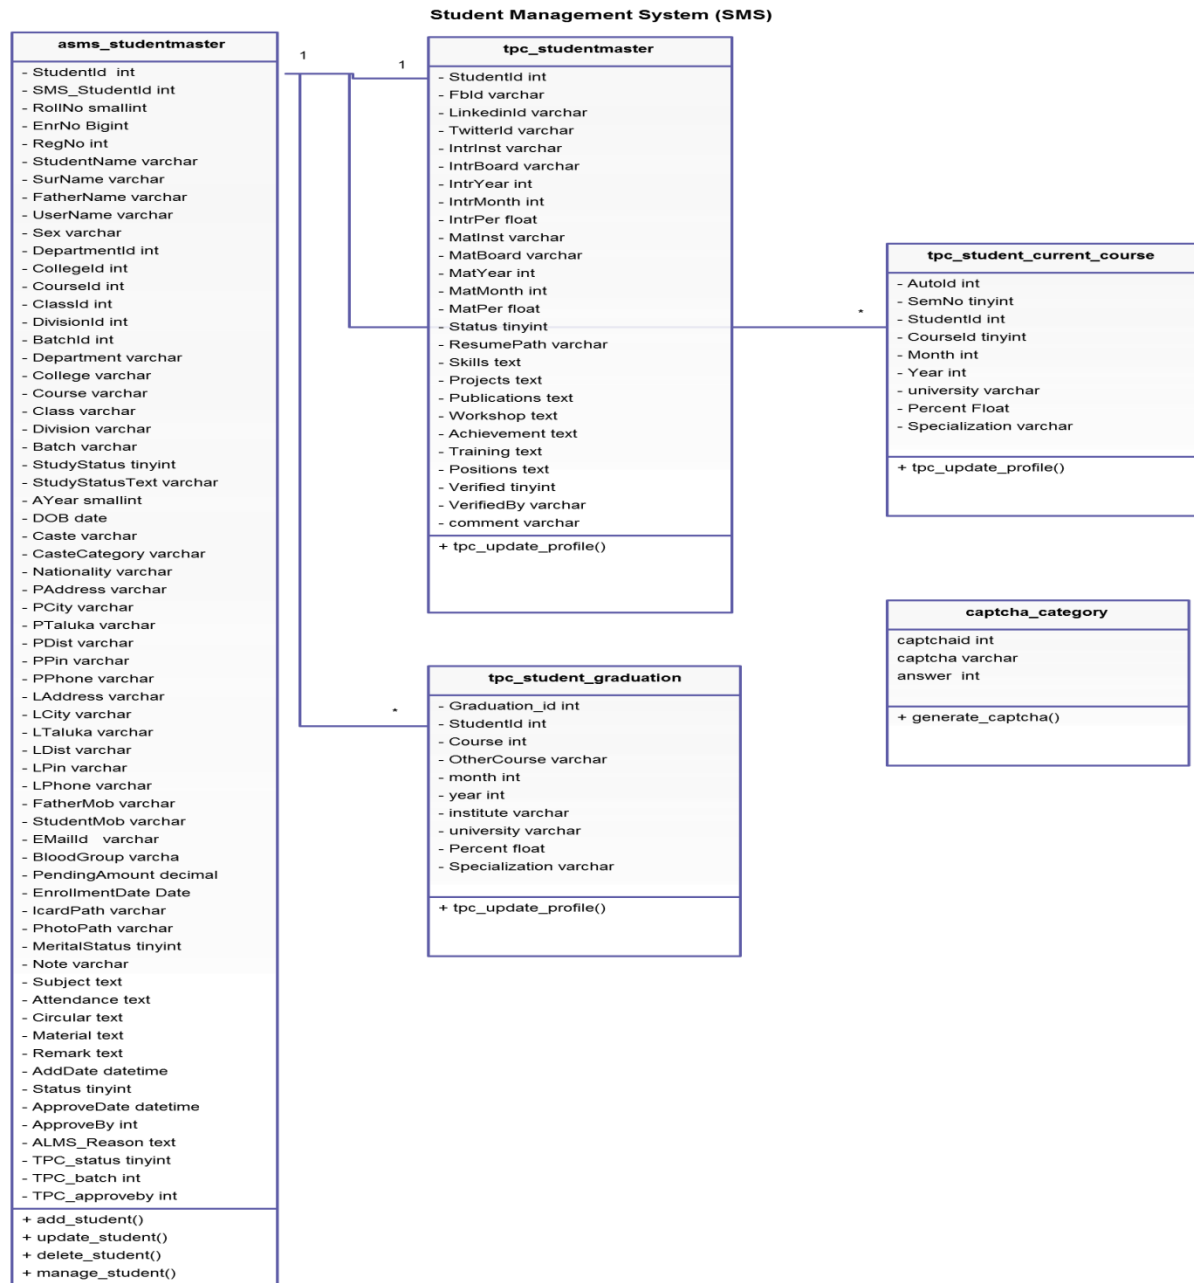 Student Management System (SMS)
asms_studentmaster
- StudentId  int
- SMS_StudentId int
- RollNo smallint
- EnrNo Bigint
- RegNo int
- StudentName varchar
- SurName varchar
- FatherName varchar
- UserName varchar
- Sex varchar
- DepartmentId int
- CollegeId int
- CourseId int
- ClassId int
- DivisionId int
- BatchId int
- Department varchar
- College varchar
- Course varchar
- Class varchar
- Division varchar
- Batch varchar
- StudyStatus tinyint
- StudyStatusText varchar
- AYear smallint
- DOB date
- Caste varchar
- CasteCategory varchar
- Nationality varchar
- PAddress varchar
- PCity varchar
- PTaluka varchar
- PDist varchar
- PPin varchar
- PPhone varchar
- LAddress varchar
- LCity varchar
- LTaluka varchar
- LDist varchar
- LPin varchar
- LPhone varchar
- FatherMob varchar
- StudentMob varchar
- EMailId   varchar
- BloodGroup varcha
- PendingAmount decimal
- EnrollmentDate Date
- IcardPath varchar
- PhotoPath varchar
- MeritalStatus tinyint
- Note varchar
- Subject text
- Attendance text
- Circular text
- Material text
- Remark text
- AddDate datetime
- Status tinyint
- ApproveDate datetime
- ApproveBy int
- ALMS_Reason text
- TPC_status tinyint
- TPC_batch int
- TPC_approveby int
+ add_student()
+ update_student()
+ delete_student()
+ manage_student()
1
1
tpc_studentmaster
- StudentId int
- FbId varchar
- LinkedinId varchar
- TwitterId varchar
- IntrInst varchar
- IntrBoard varchar
- IntrYear int
- IntrMonth int
- IntrPer float
- MatInst varchar
- MatBoard varchar
- MatYear int
- MatMonth int
- MatPer float
- Status tinyint
- ResumePath varchar
- Skills text
- Projects text
- Publications text
- Workshop text
- Achievement text
- Training text
- Positions text
- Verified tinyint
- VerifiedBy varchar
- comment varchar
+ tpc_update_profile()
*
tpc_student_graduation
- Graduation_id int
- StudentId int
- Course int
- OtherCourse varchar
- month int
- year int
- institute varchar
- university varchar
- Percent float
- Specialization varchar
+ tpc_update_profile()
*
tpc_student_current_course
- AutoId int
- SemNo tinyint
- StudentId int
- CourseId tinyint
- Month int
- Year int
- university varchar
- Percent Float
- Specialization varchar
+ tpc_update_profile()
captcha_category
captchaid int
captcha varchar
answer  int
+ generate_captcha()